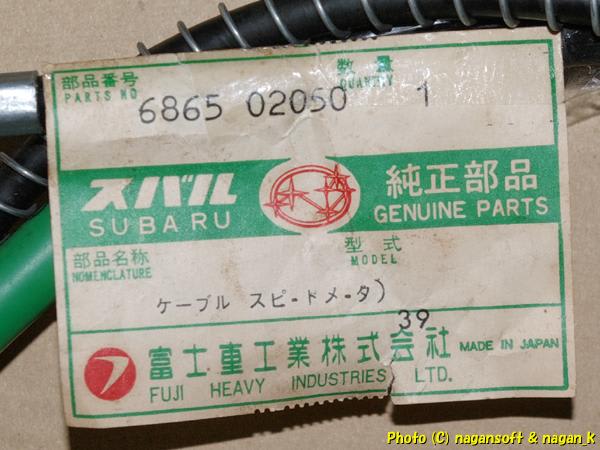 部品番号 数量
PARTS NO QUANTITY
6865 02050 1
スバル 純正部品
SUBARU GENUINE PARTS
部品名称 型式
NOMENCLATURE MODEL
ケーブル スピ-ドメ-タ)
39
富士重工業株式会社 MADE IN JAPAN
FUJI HEAVY INDUSTRIES LTD.
Photo (C) nagansoft & nagan_k